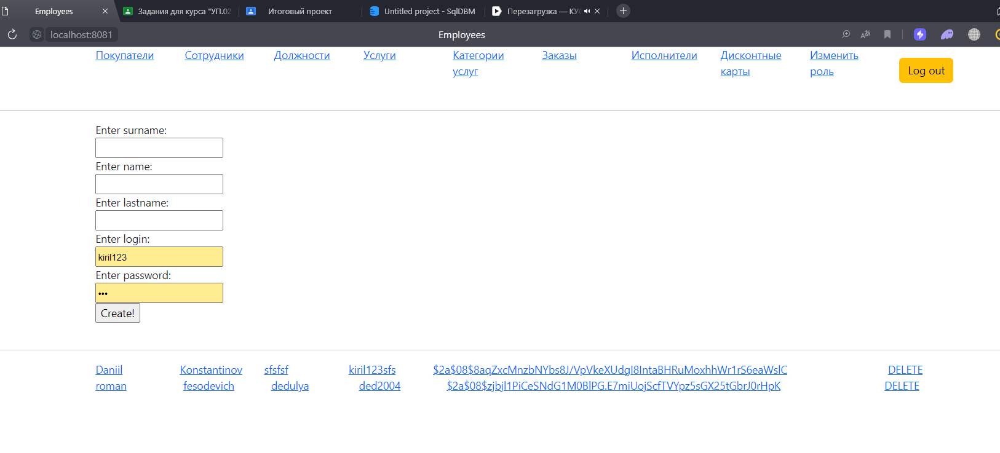 Employees
Задания для курса "УП.02
Итоговый проект
Untitled project - SqlDBM
Перезагрузка — КУС
localhost:8081
Employees
Покупатели
Сотрудники
Должности
Услуги
Категории услуг
Заказы
Исполнители
Дисконтные карты
Изменить роль
Log out
Enter surname:
Enter name:
Enter lastname:
Enter login:
kiril123
Enter password:
•••
Create!
Daniil Konstantinov sfsfsf kiril123sfs $2a$08$8aqZxcMnzbNYbs8J/VpVkeXUdgI8IntaBHRuMoxhhWr1rS6eaWslC DELETE
roman fesodevich dedulya ded2004 $2a$08$zjbjl1PiCeSNdG1M0BlPG.E7miUojScfTVYpz5sGX25tGbrJ0rHpK DELETE